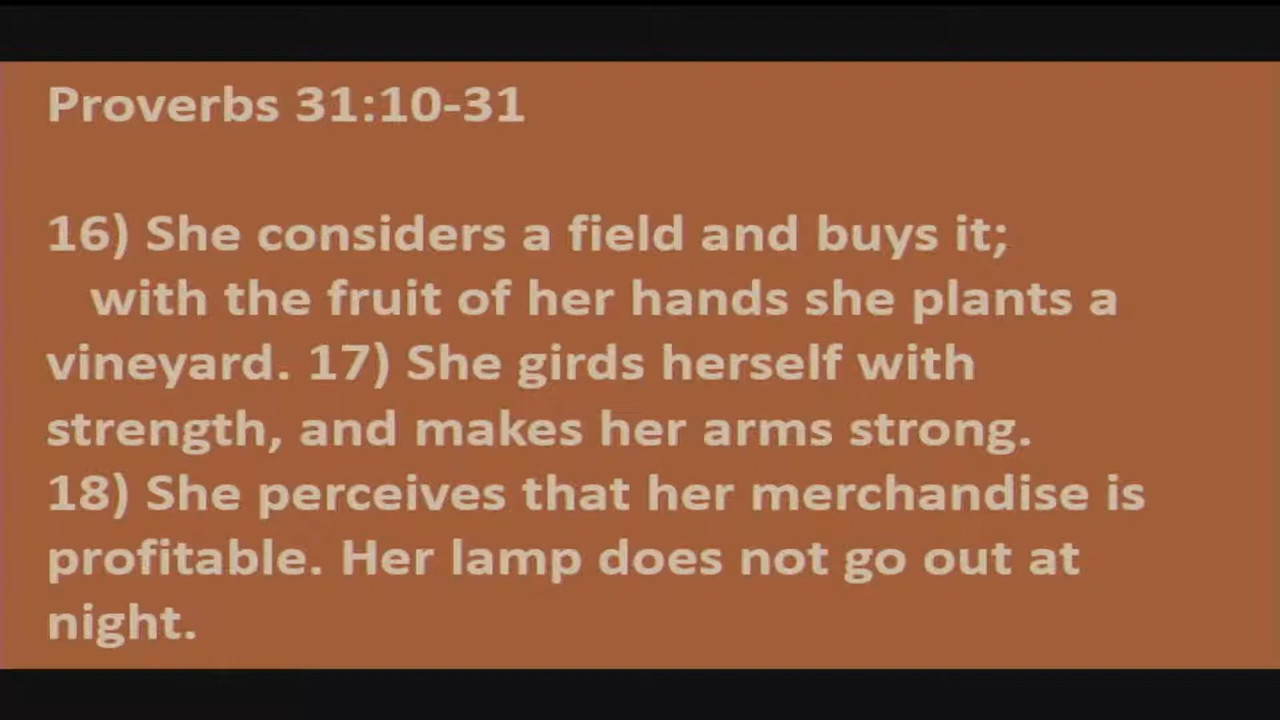 Proverbs 31:10-31
16) She considers a field and buys it;
with the fruit of her hands she plants a
vineyard. 17) She girds herself with
strength, and makes her arms strong.
18) She perceives that her merchandise is
profitable. Her lamp does not go out at
night.